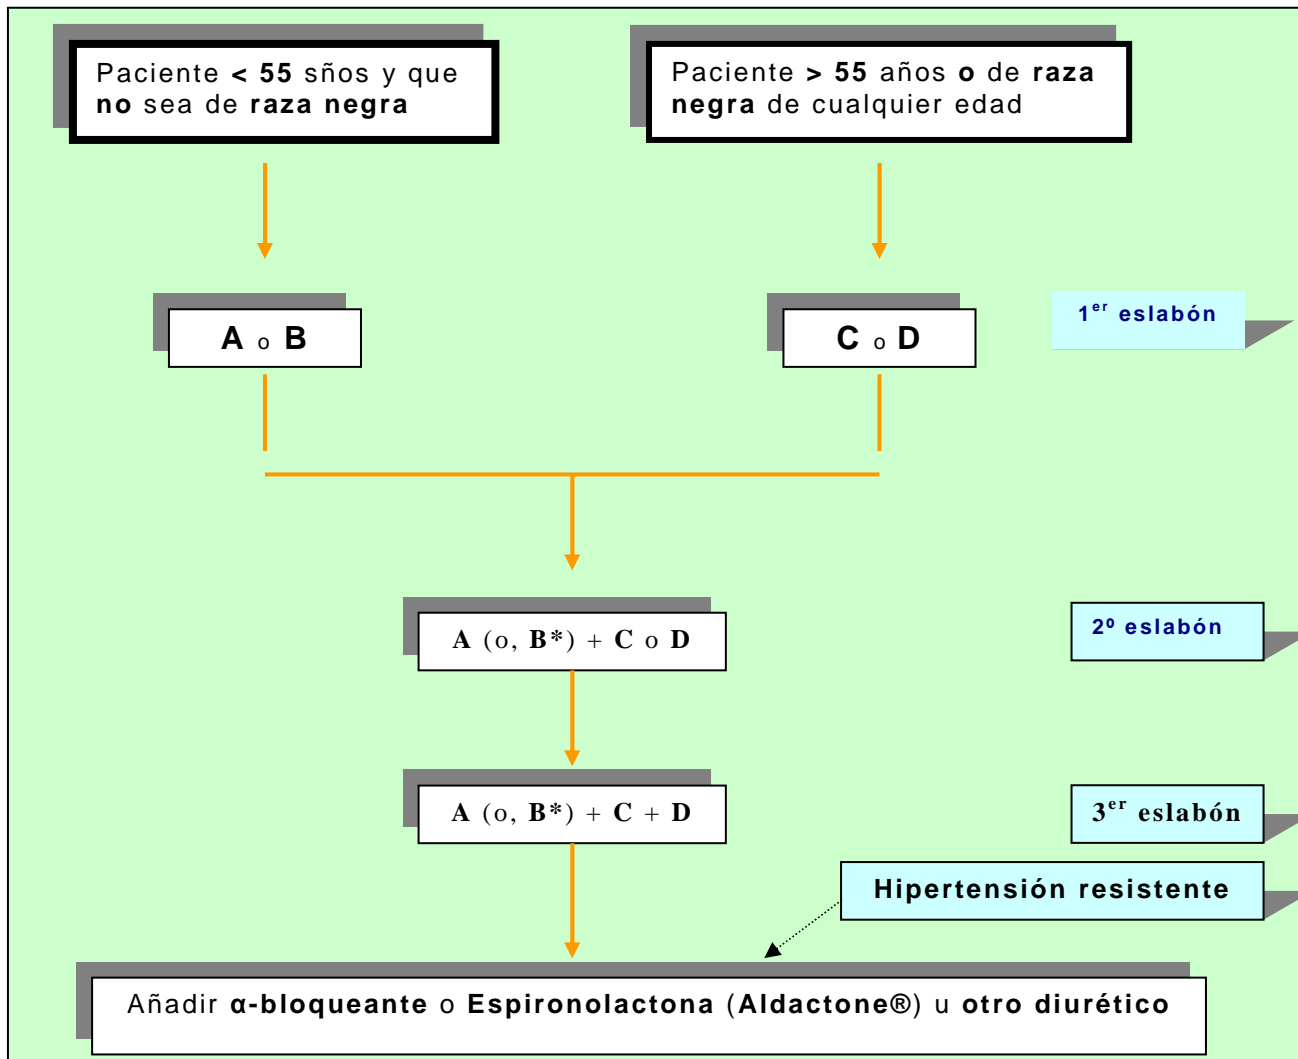 Paciente < 55 sños y que
no sea de raza negra
Paciente > 55 años o de raza
negra de cualquier edad
A o B
C o D
1er eslabón
A (o, B*) + C o D
2º eslabón
A (o, B*) + C + D
3er eslabón
Hipertensión resistente
Añadir α-bloqueante o Espironolactona (Aldactone®) u otro diurético